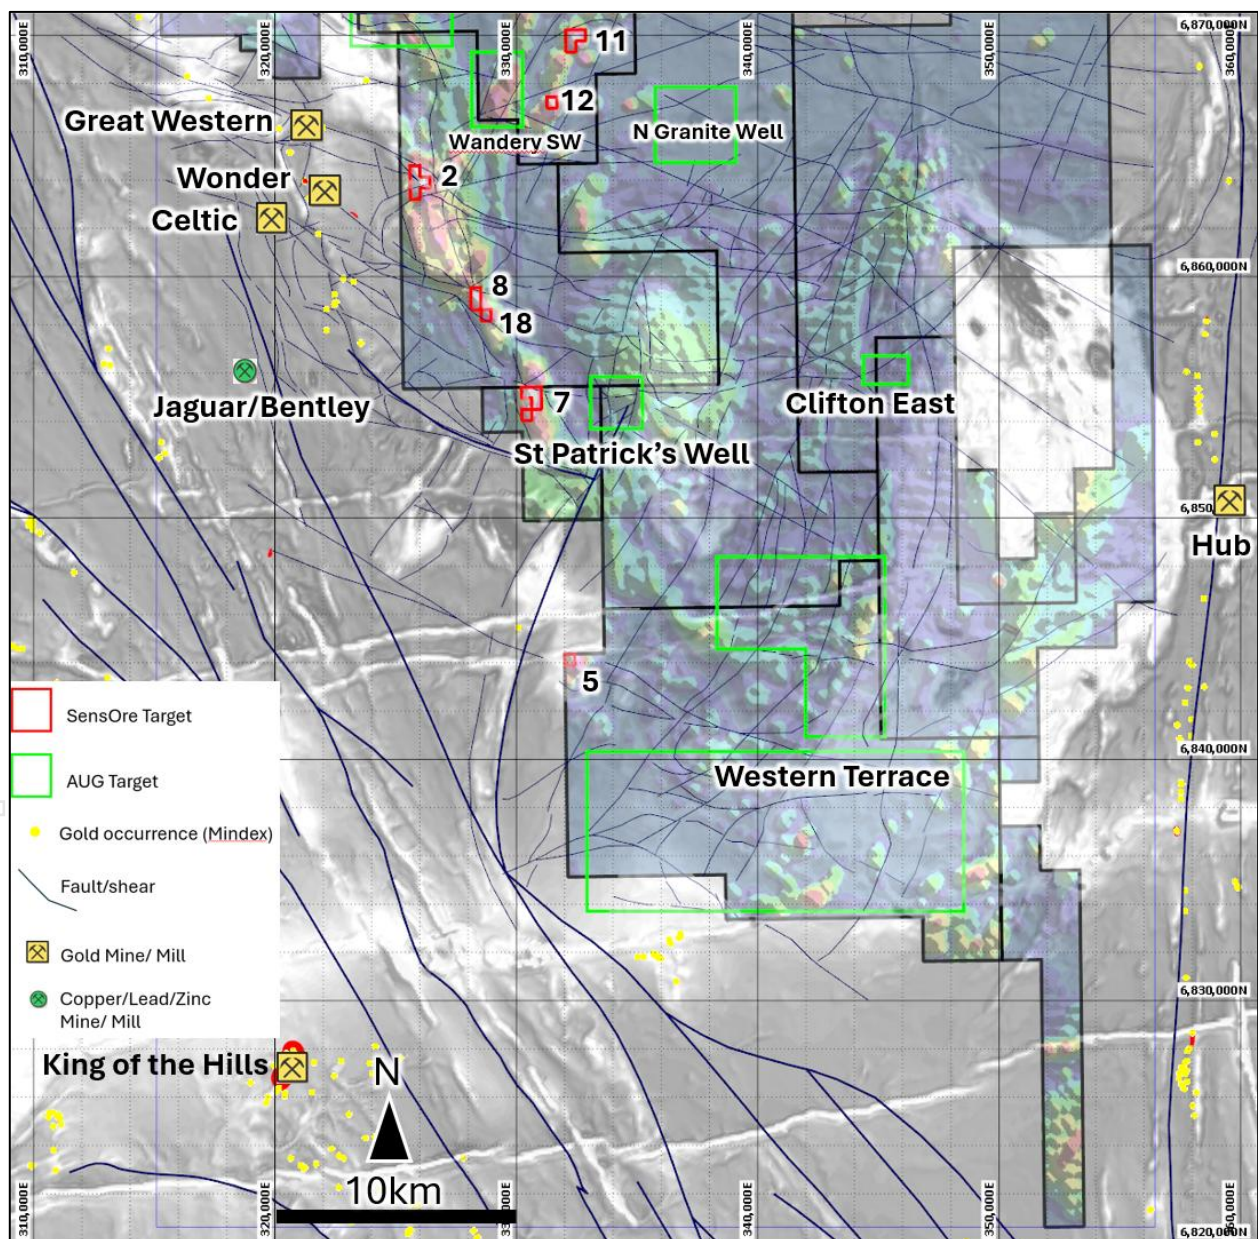 310,000E
320,000E
330,000E
340,000E
350,000E
360,000E
6,870,000N
11
12
Great Western
Wandery SW
N Granite Well
Wonder
2
Celtic
6,860,000N
8
18
Jaguar/Bentley
7
Clifton East
St Patrick's Well
6,850,
Hub
5
SensOre Target
6,840,000N
AUG Target
Western Terrace
Gold occurrence (Mindex)
Fault/shear
Gold Mine/ Mill
Copper/Lead/Zinc
Mine/ Mill
6,830,000N
King of the Hills
N
10km
310,000E
320,000E
330,000E
340,000E
350,000E
6,820,000N